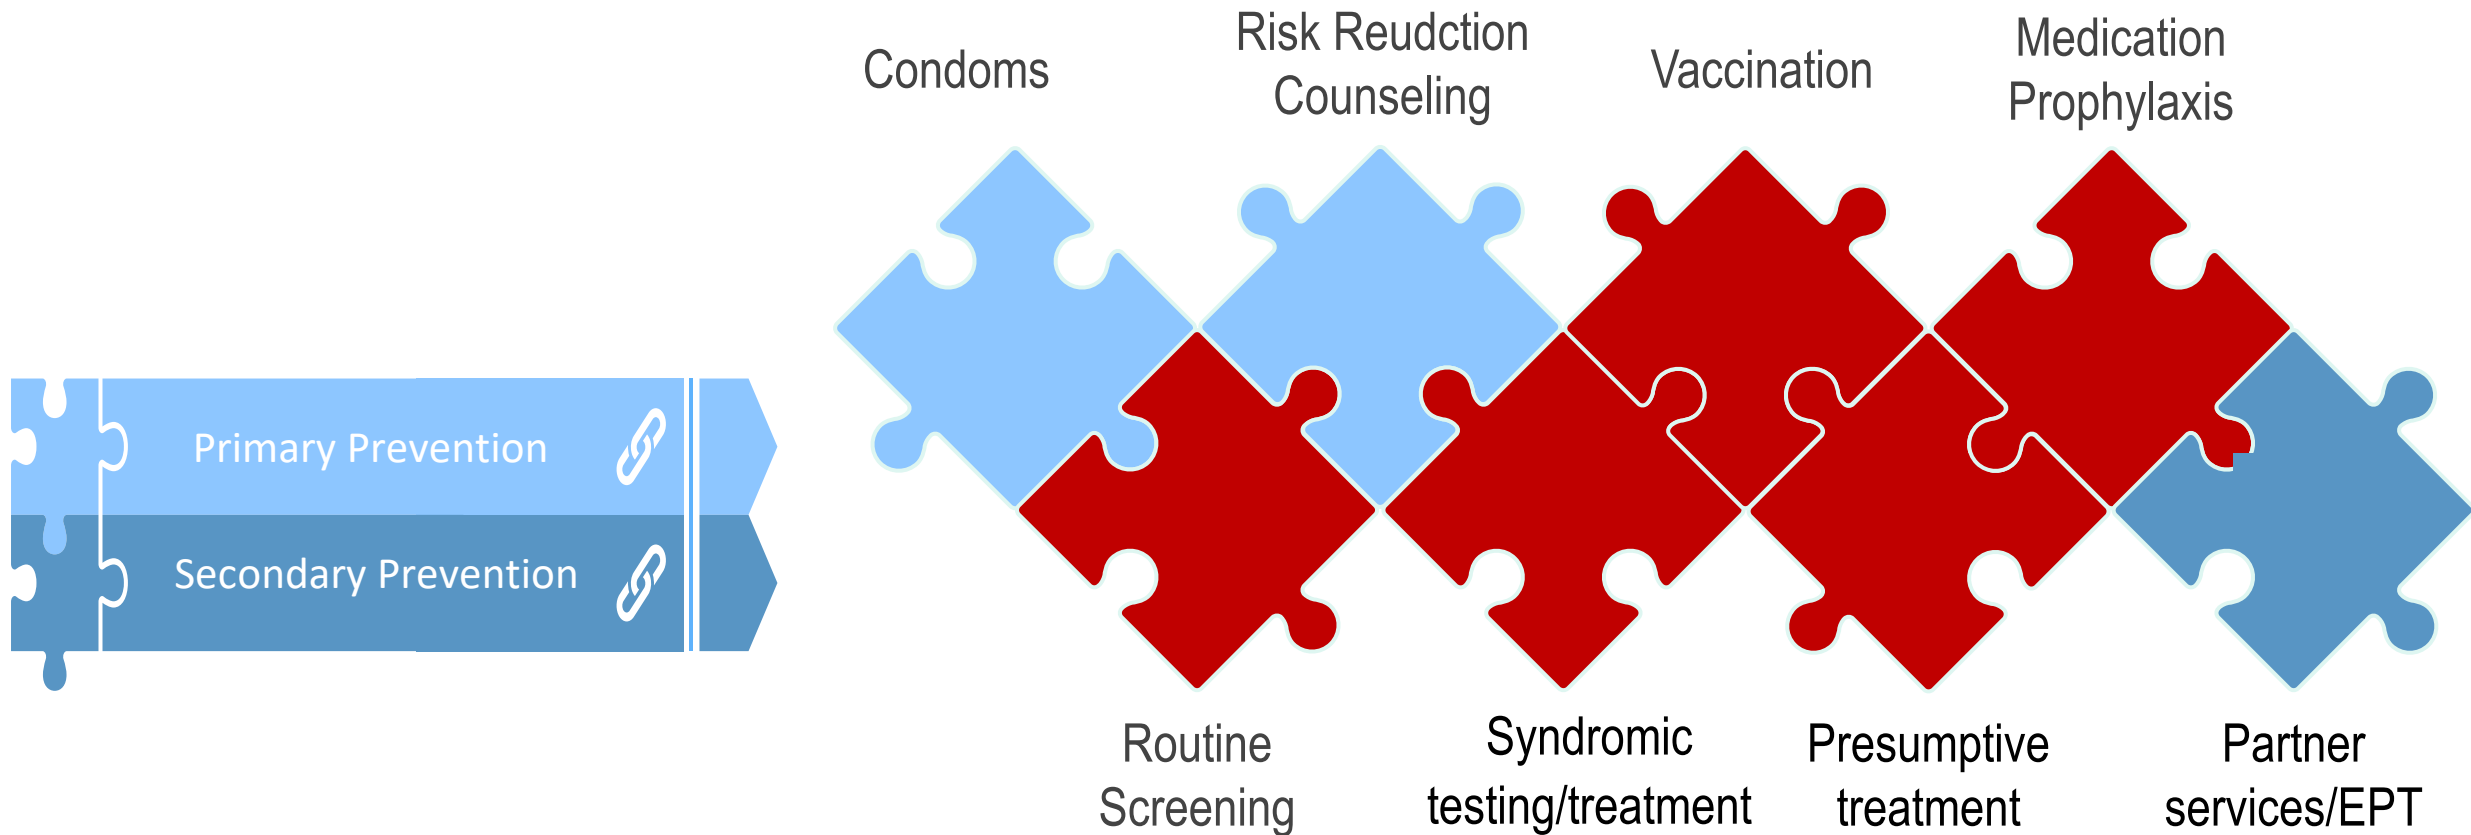 Condoms
Risk Reudction
Counseling
Vaccination
Medication
Prophylaxis
Primary Prevention
Secondary Prevention
Routine
Screening
Syndromic
testing/treatment
Presumptive
treatment
Partner
services/EPT